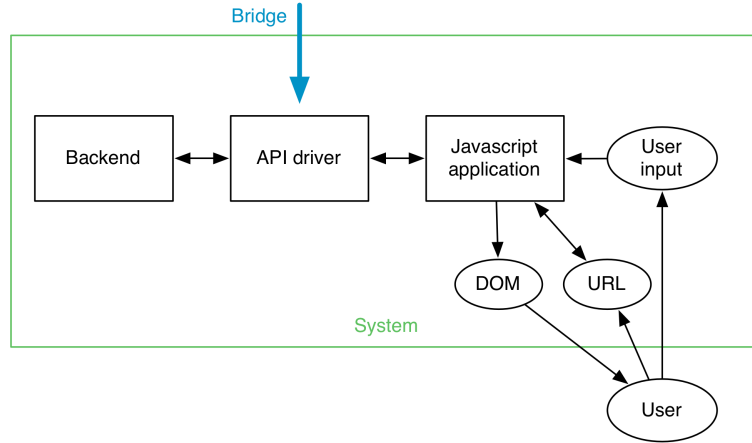 Bridge
Backend
API driver
Javascript
application
User
input
DOM
URL
System
User